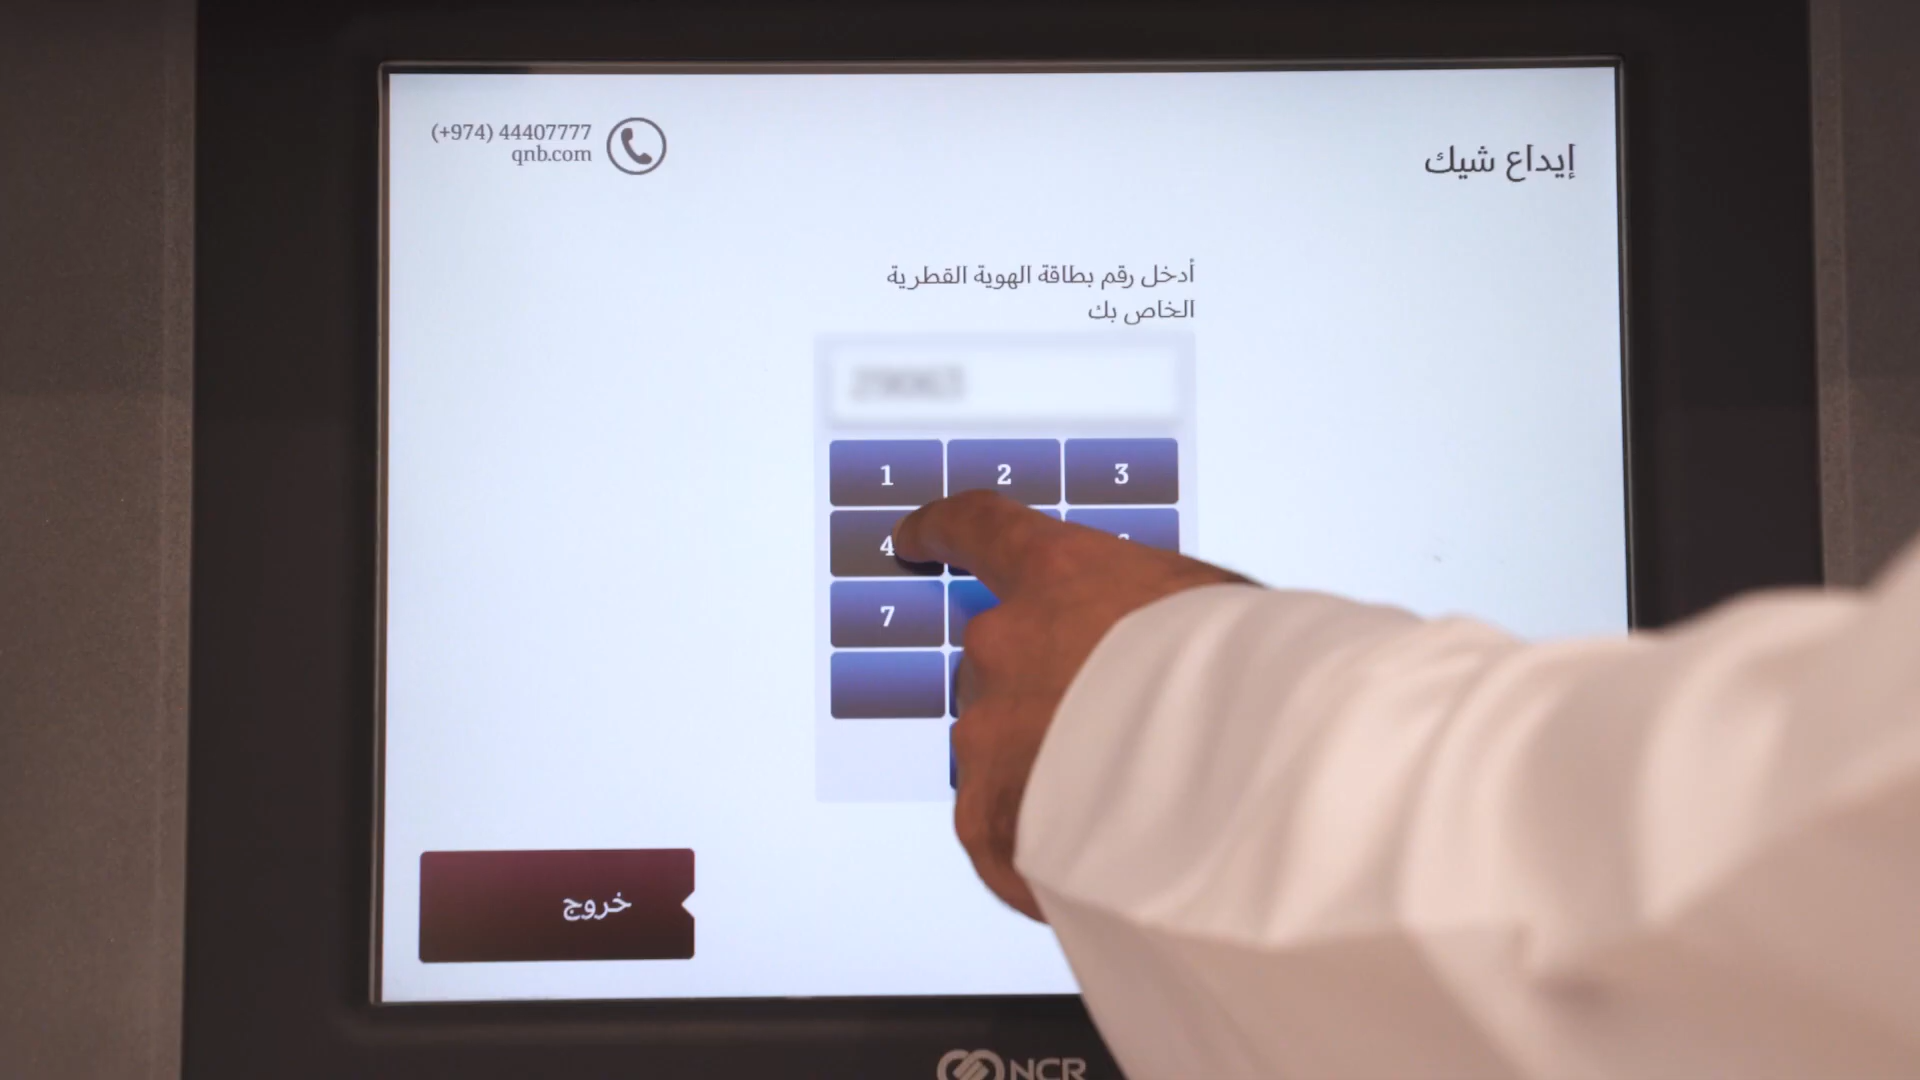 إيداع شيك
(+974) 44407777
qnb.com
أدخل رقم بطاقة الهوية القطرية
الخاص بك
1 2 3
4
7
خروج
NCR